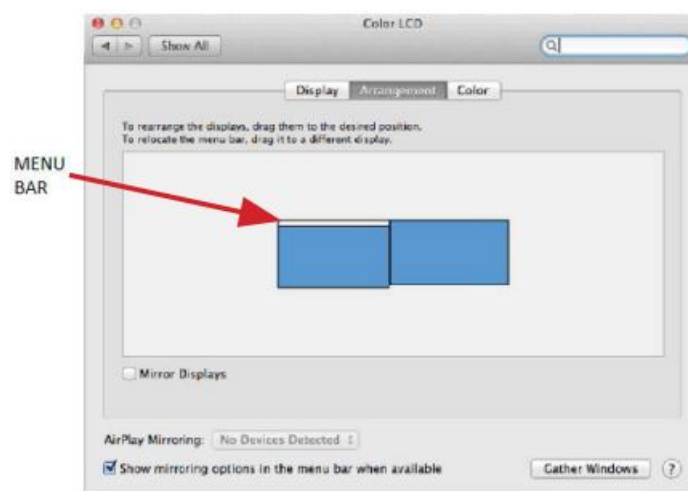 Color LCD
Show All
Display Arrangement Color
To rearrange the displays, drag them to the desired position.
To relocate the menu bar, drag it to a different display.
MENU
BAR
Mirror Displays
AirPlay Mirroring: No Devices Detected
Show mirroring options in the menu bar when available
Gather Windows ?